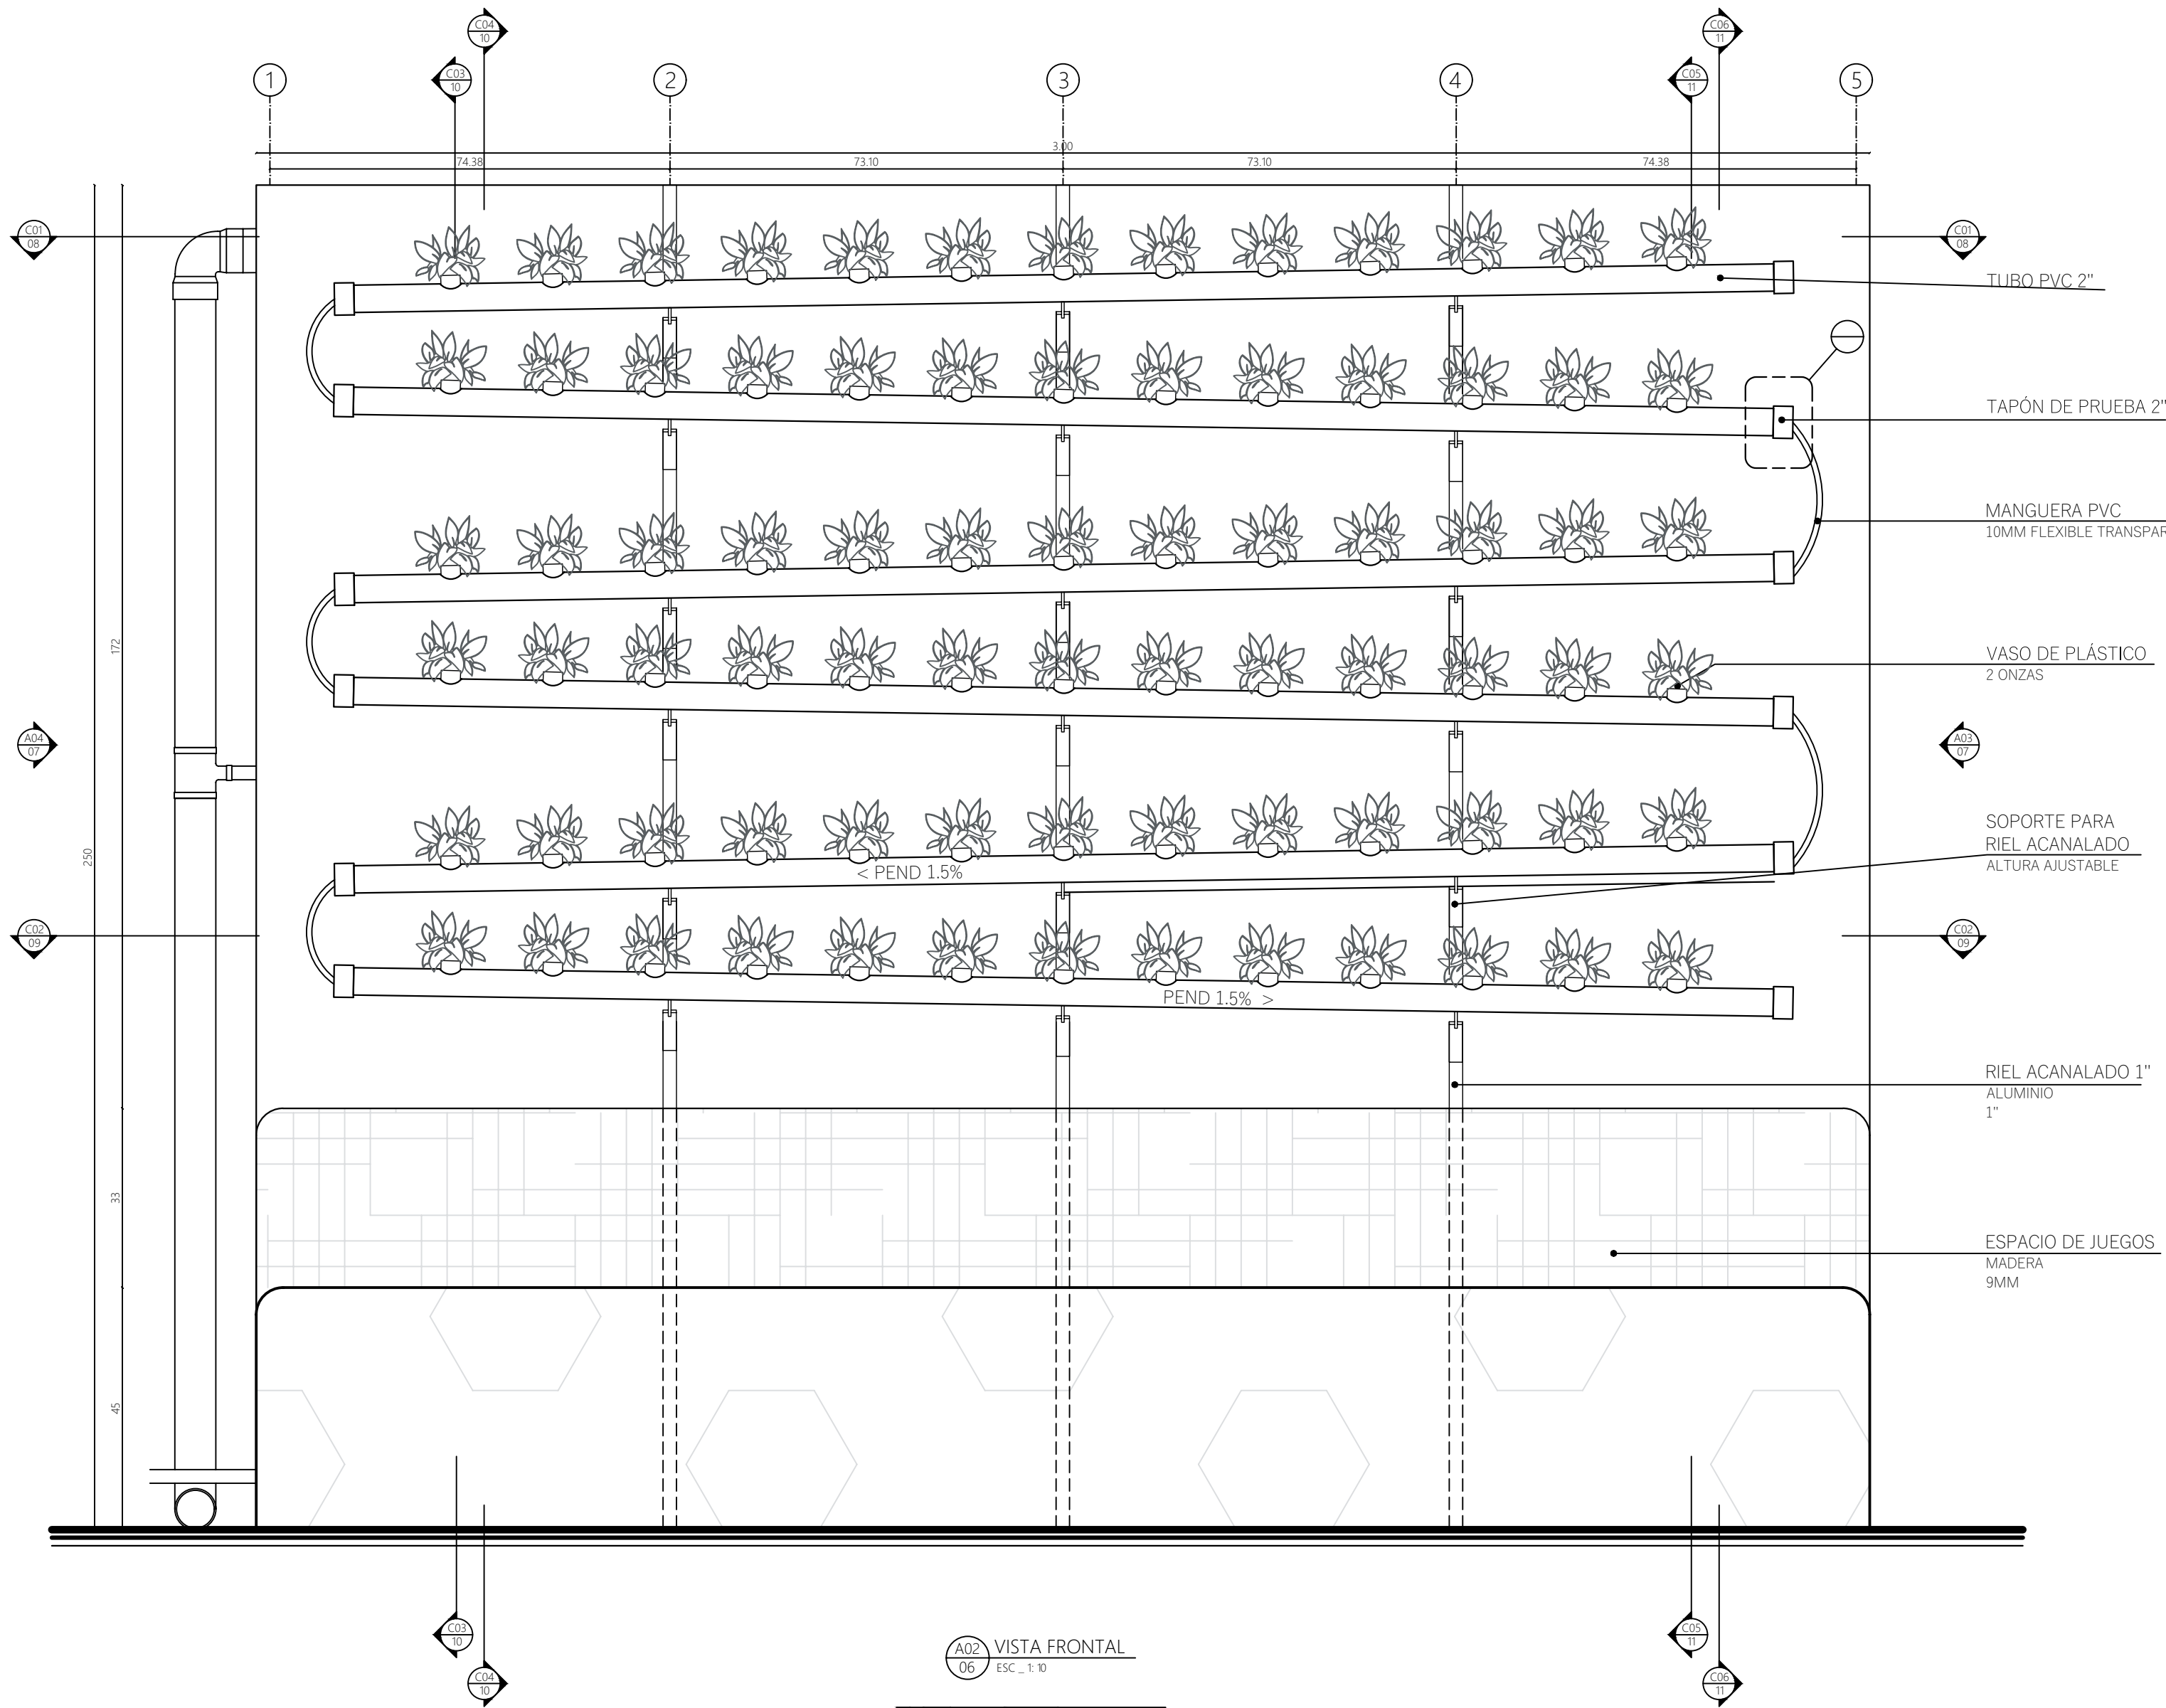 C04
10
C06
11
1
C03
10
2
3
4
C05
11
5
3.00
74.38
73.10
73.10
74.38
C01
08
C01
08
TUBO PVC 2"
TAPÓN DE PRUEBA 2"
MANGUERA PVC
10MM FLEXIBLE TRANSPAR
172
VASO DE PLÁSTICO
2 ONZAS
A04
07
A03
07
250
SOPORTE PARA
RIEL ACANALADO
ALTURA AJUSTABLE
< PEND 1.5%
C02
09
C02
09
PEND 1.5% >
RIEL ACANALADO 1"
ALUMINIO
1"
33
ESPACIO DE JUEGOS
MADERA
9MM
45
C03
10
C05
11
A02
06
VISTA FRONTAL
ESC _ 1: 10
C04
10
C06
11